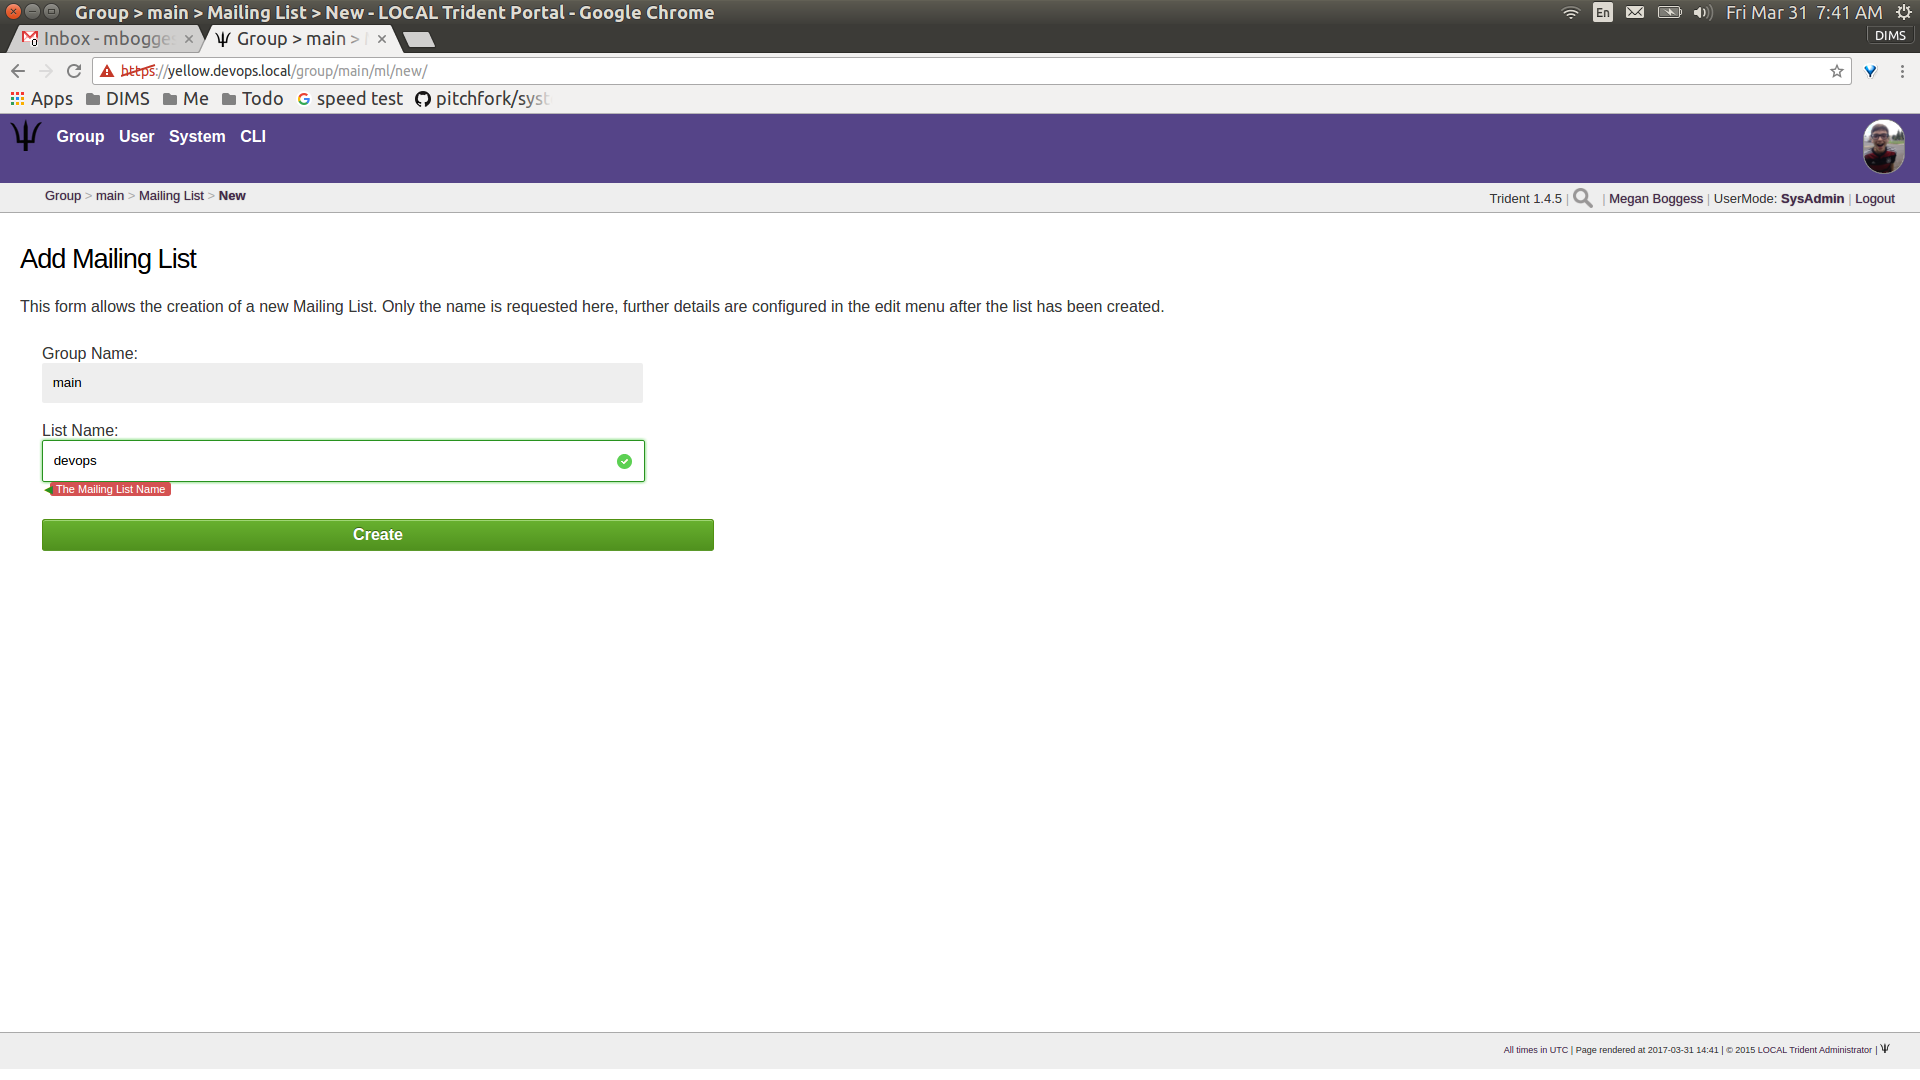 Group > main > Mailing List > New - LOCAL Trident Portal - Google Chrome
En
Fri Mar 31 7:41 AM
Inbox - mbogges
Group > main >
DIMS
https://yellow.devops.local/group/main/ml/new/
Apps DIMS Me Todo speed test pitchfork/syst
Group User System CLI
Group > main > Mailing List > New
Trident 1.4.5 | | Megan Boggess | UserMode: SysAdmin | Logout
Add Mailing List
This form allows the creation of a new Mailing List. Only the name is requested here, further details are configured in the edit menu after the list has been created.
Group Name:
main
List Name:
devops
The Mailing List Name
Create
All times in UTC | Page rendered at 2017-03-31 14:41 | © 2015 LOCAL Trident Administrator |